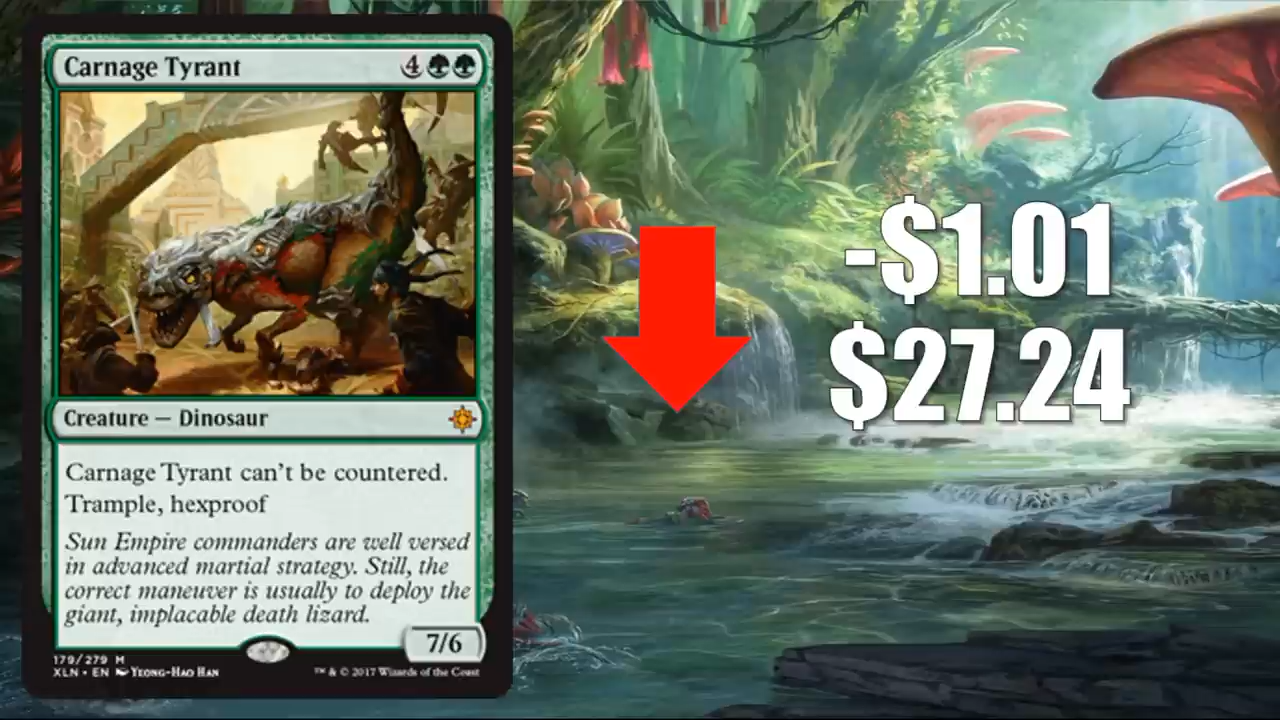 Carnage Tyrant 4
Creature — Dinosaur
Carnage Tyrant can't be countered.
Trample, hexproof
Sun Empire commanders are well versed
in advanced martial strategy. Still, the
correct maneuver is usually to deploy the
giant, implacable death lizard.
7/6
179/279 M
XLN • EN Yeong-Hao Han
™ & © 2017 Wizards of the Coast
-$1.01
$27.24